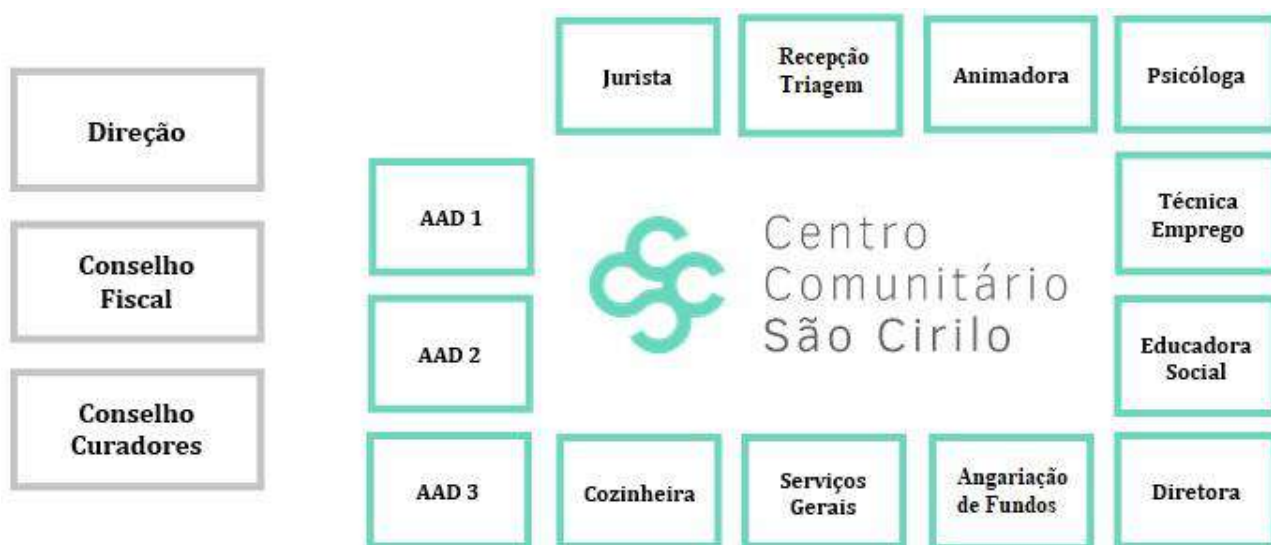 Direção
Conselho
Fiscal
Conselho
Curadores
Jurista
Recepção
Triagem
Animadora
Psicóloga
AAD 1
Técnica
Emprego
Centro
Comunitário
São Cirilo
AAD 2
Educadora
Social
AAD 3
Cozinheira
Serviços
Gerais
Angariação
de Fundos
Diretora